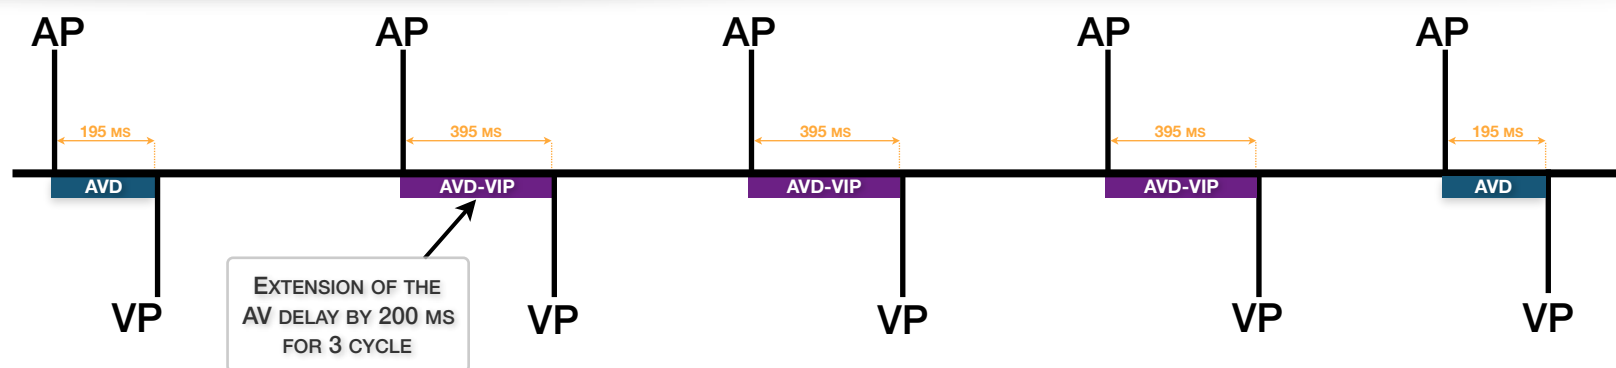 AP AP AP AP AP
195 MS 395 MS 395 MS 395 MS 195 MS
AVD AVD-VIP AVD-VIP AVD-VIP AVD
EXTENSION OF THE
AV DELAY BY 200 MS
FOR 3 CYCLE
VP VP VP VP VP